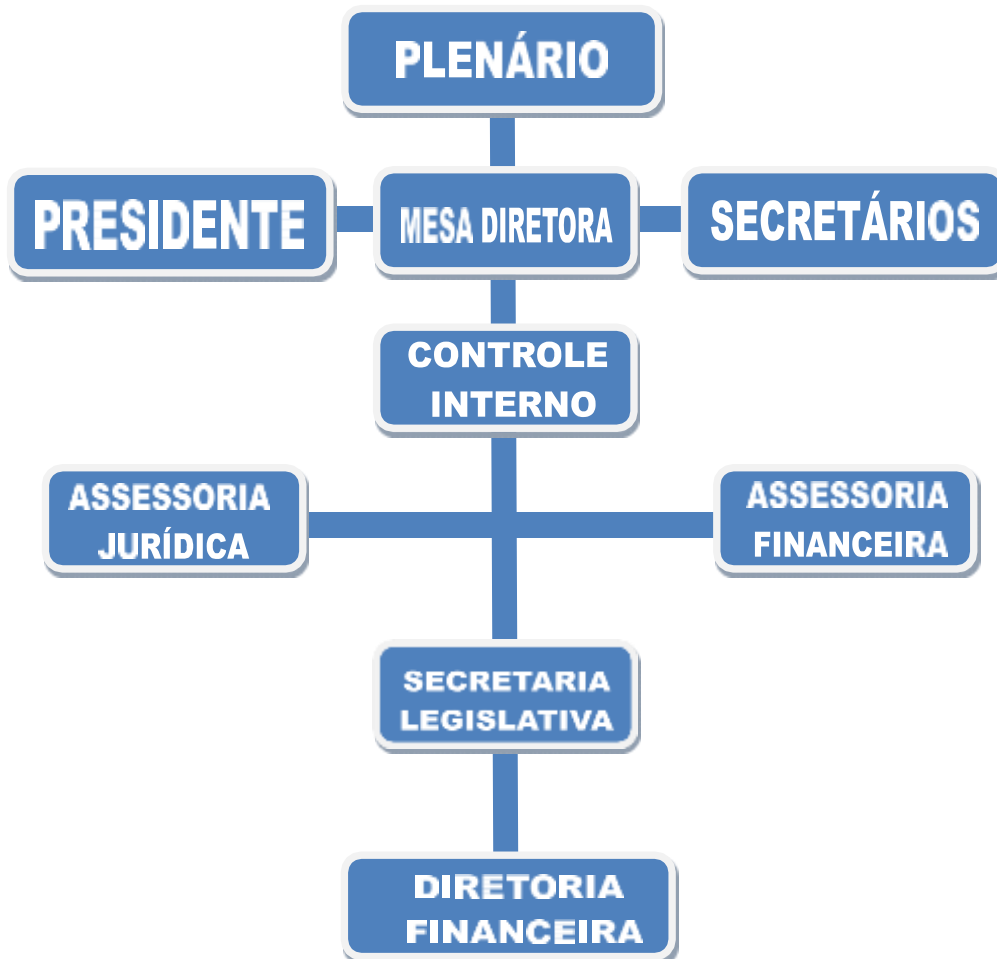 PLENÁRIO
PRESIDENTE
MESA DIRETORA
SECRETÁRIOS
CONTROLE
INTERNO
ASSESSORIA
JURÍDICA
ASSESSORIA
FINANCEIRA
SECRETARIA
LEGISLATIVA
DIRETORIA
FINANCEIRA